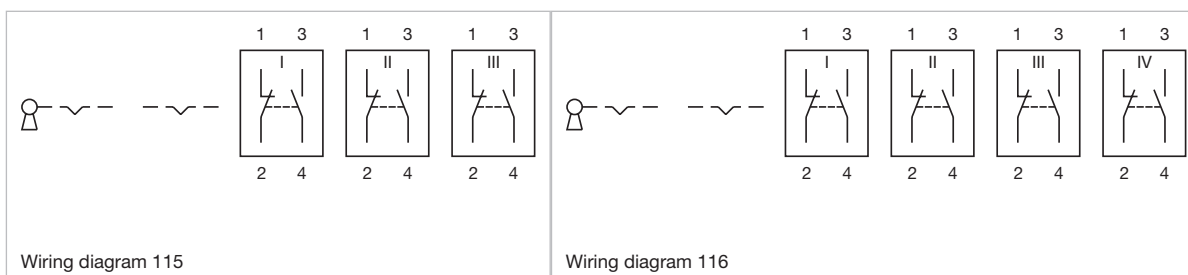 1 3 1 3 1 3
I II III
2 4 2 4 2 4
Wiring diagram 115
1 3 1 3 1 3 1 3
I II III IV
2 4 2 4 2 4 2 4
Wiring diagram 116